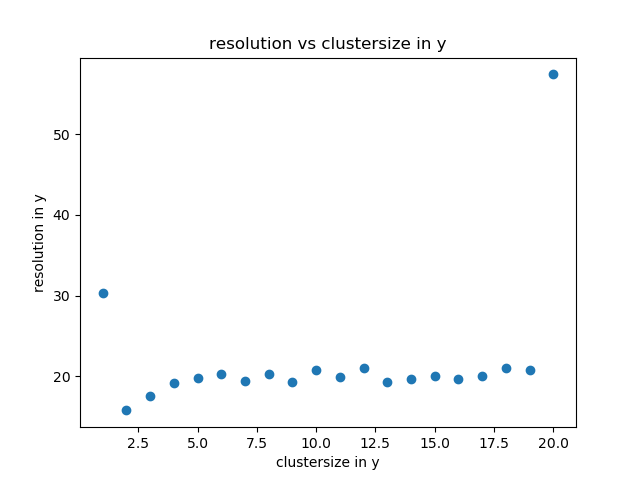 resolution vs clustersize in y
50
40
30
20
resolution in y
2.5 5.0 7.5 10.0 12.5 15.0 17.5 20.0
clustersize in y